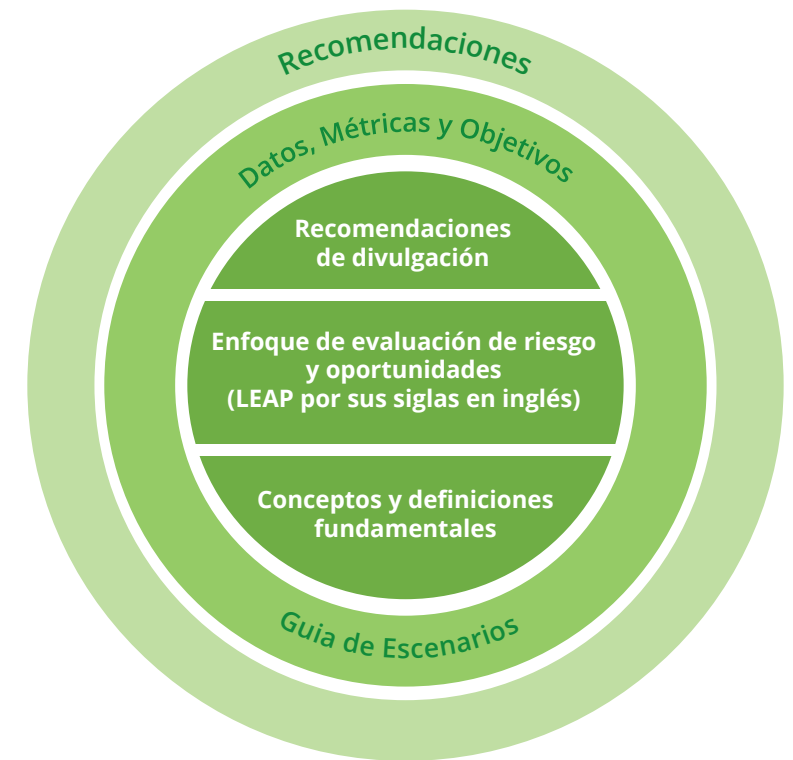 Recomendaciones
Datos, Métricas y Objetivos
Recomendaciones
de divulgación
Enfoque de evaluación de riesgo
y oportunidades
(LEAP por sus siglas en inglés)
Conceptos y definiciones
fundamentales
Guia de Escenarios